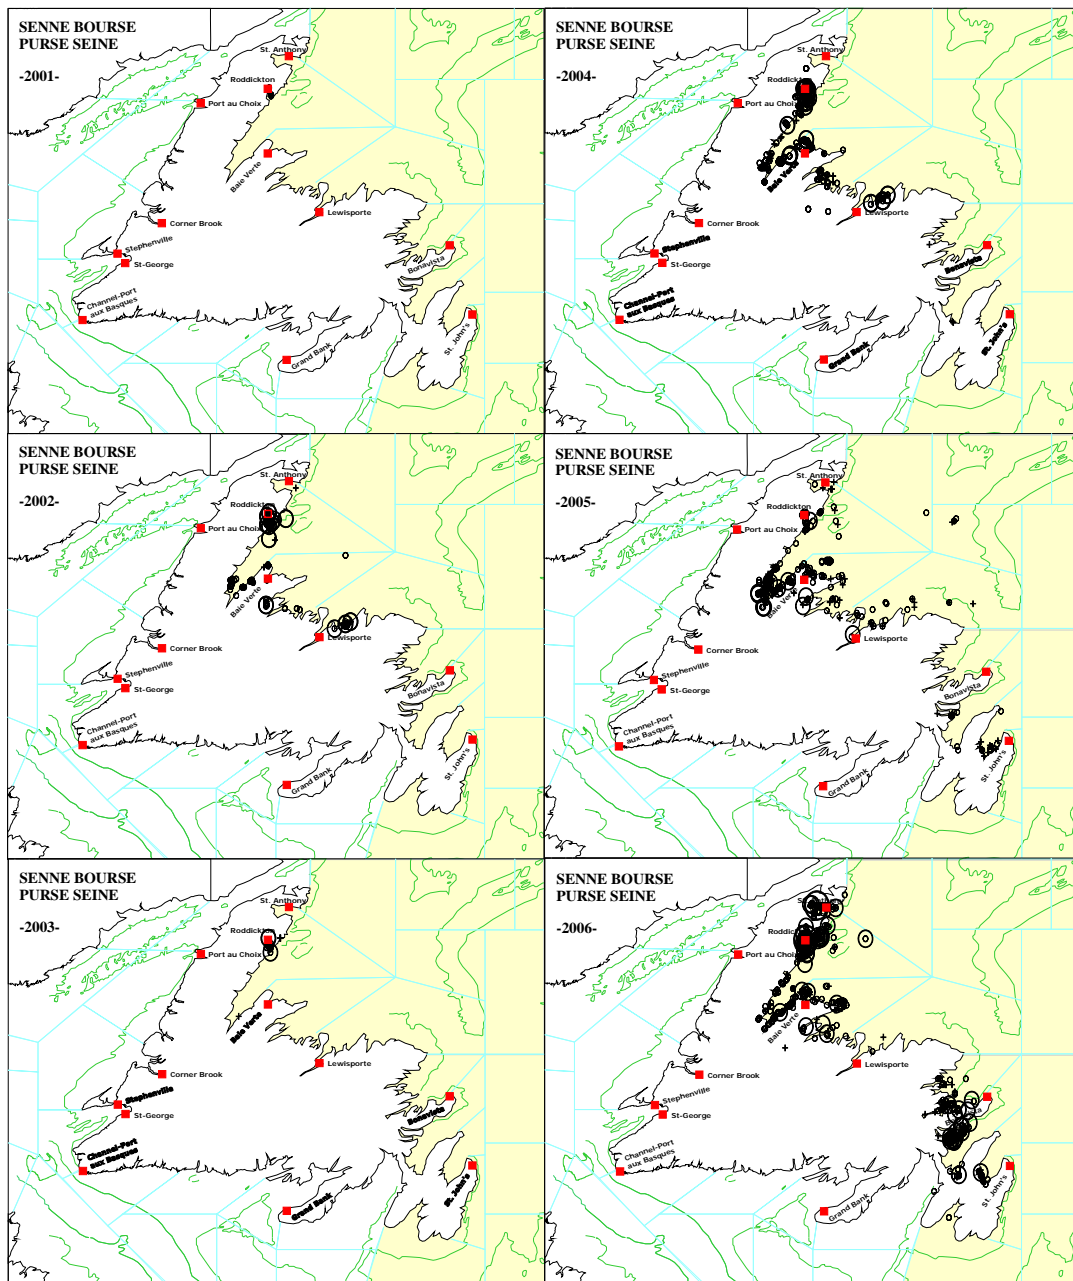 SENNE BOURSE
PURSE SEINE
-2001-
St. Anthony
Roddickton
Port au Choix
Baie Verte
Lewisporte
Corner Brook
Stephenville
St-George
Bonavista
Channel-Port
aux Basques
St. John's
Grand Bank
SENNE BOURSE
PURSE SEINE
-2004-
St. Anthony
Roddickt
Port au Choix
Baie Verte
Lewisporte
Corner Brook
Stephenville
St-George
Bonavista
Channel-Port
aux Basques
St. John's
Grand Bank
SENNE BOURSE
PURSE SEINE
-2002-
St. Anthony
Roddickton
Port au Choix
Baie Verte
Lewisporte
Corner Brook
Stephenville
St-George
Bonavista
Channel-Port
aux Basques
St. John's
Grand Bank
SENNE BOURSE
PURSE SEINE
-2005-
St. Anthony
Roddickton
Port au Choix
Baie Verte
Lewisporte
Corner Brook
Stephenville
St-George
Bonavista
Channel-Port
aux Basques
St. John's
Grand Bank
SENNE BOURSE
PURSE SEINE
-2003-
St. Anthony
Roddickton
Port au Choix
Baie Verte
Lewisporte
Corner Brook
Stephenville
St-George
Bonavista
Channel-Port
aux Basques
St. John's
Grand Bank
SENNE BOURSE
PURSE SEINE
-2006-
Roddick
Port au Choix
Baie Verte
Lewisporte
Corner Brook
Stephenville
St-George
Channel-Port
aux Basques
St. John's
Grand Bank